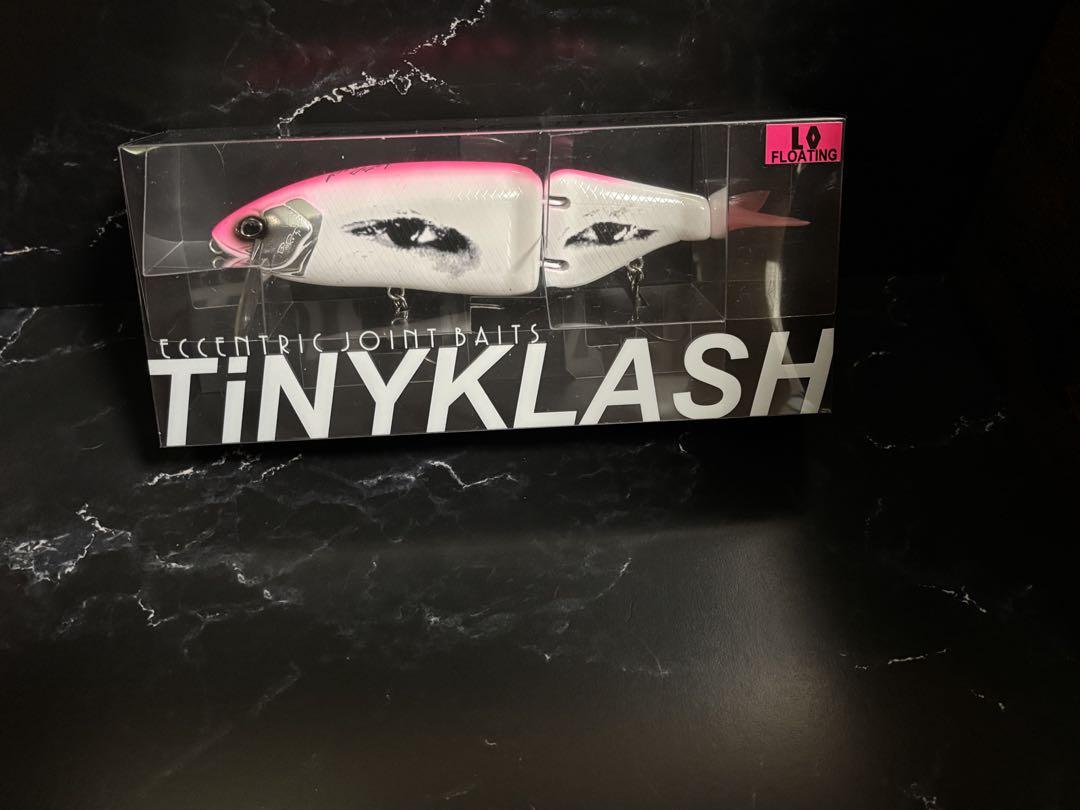 LO
FLOATING
ECCENTRIC JOINT BAITS
TiNYKLASH